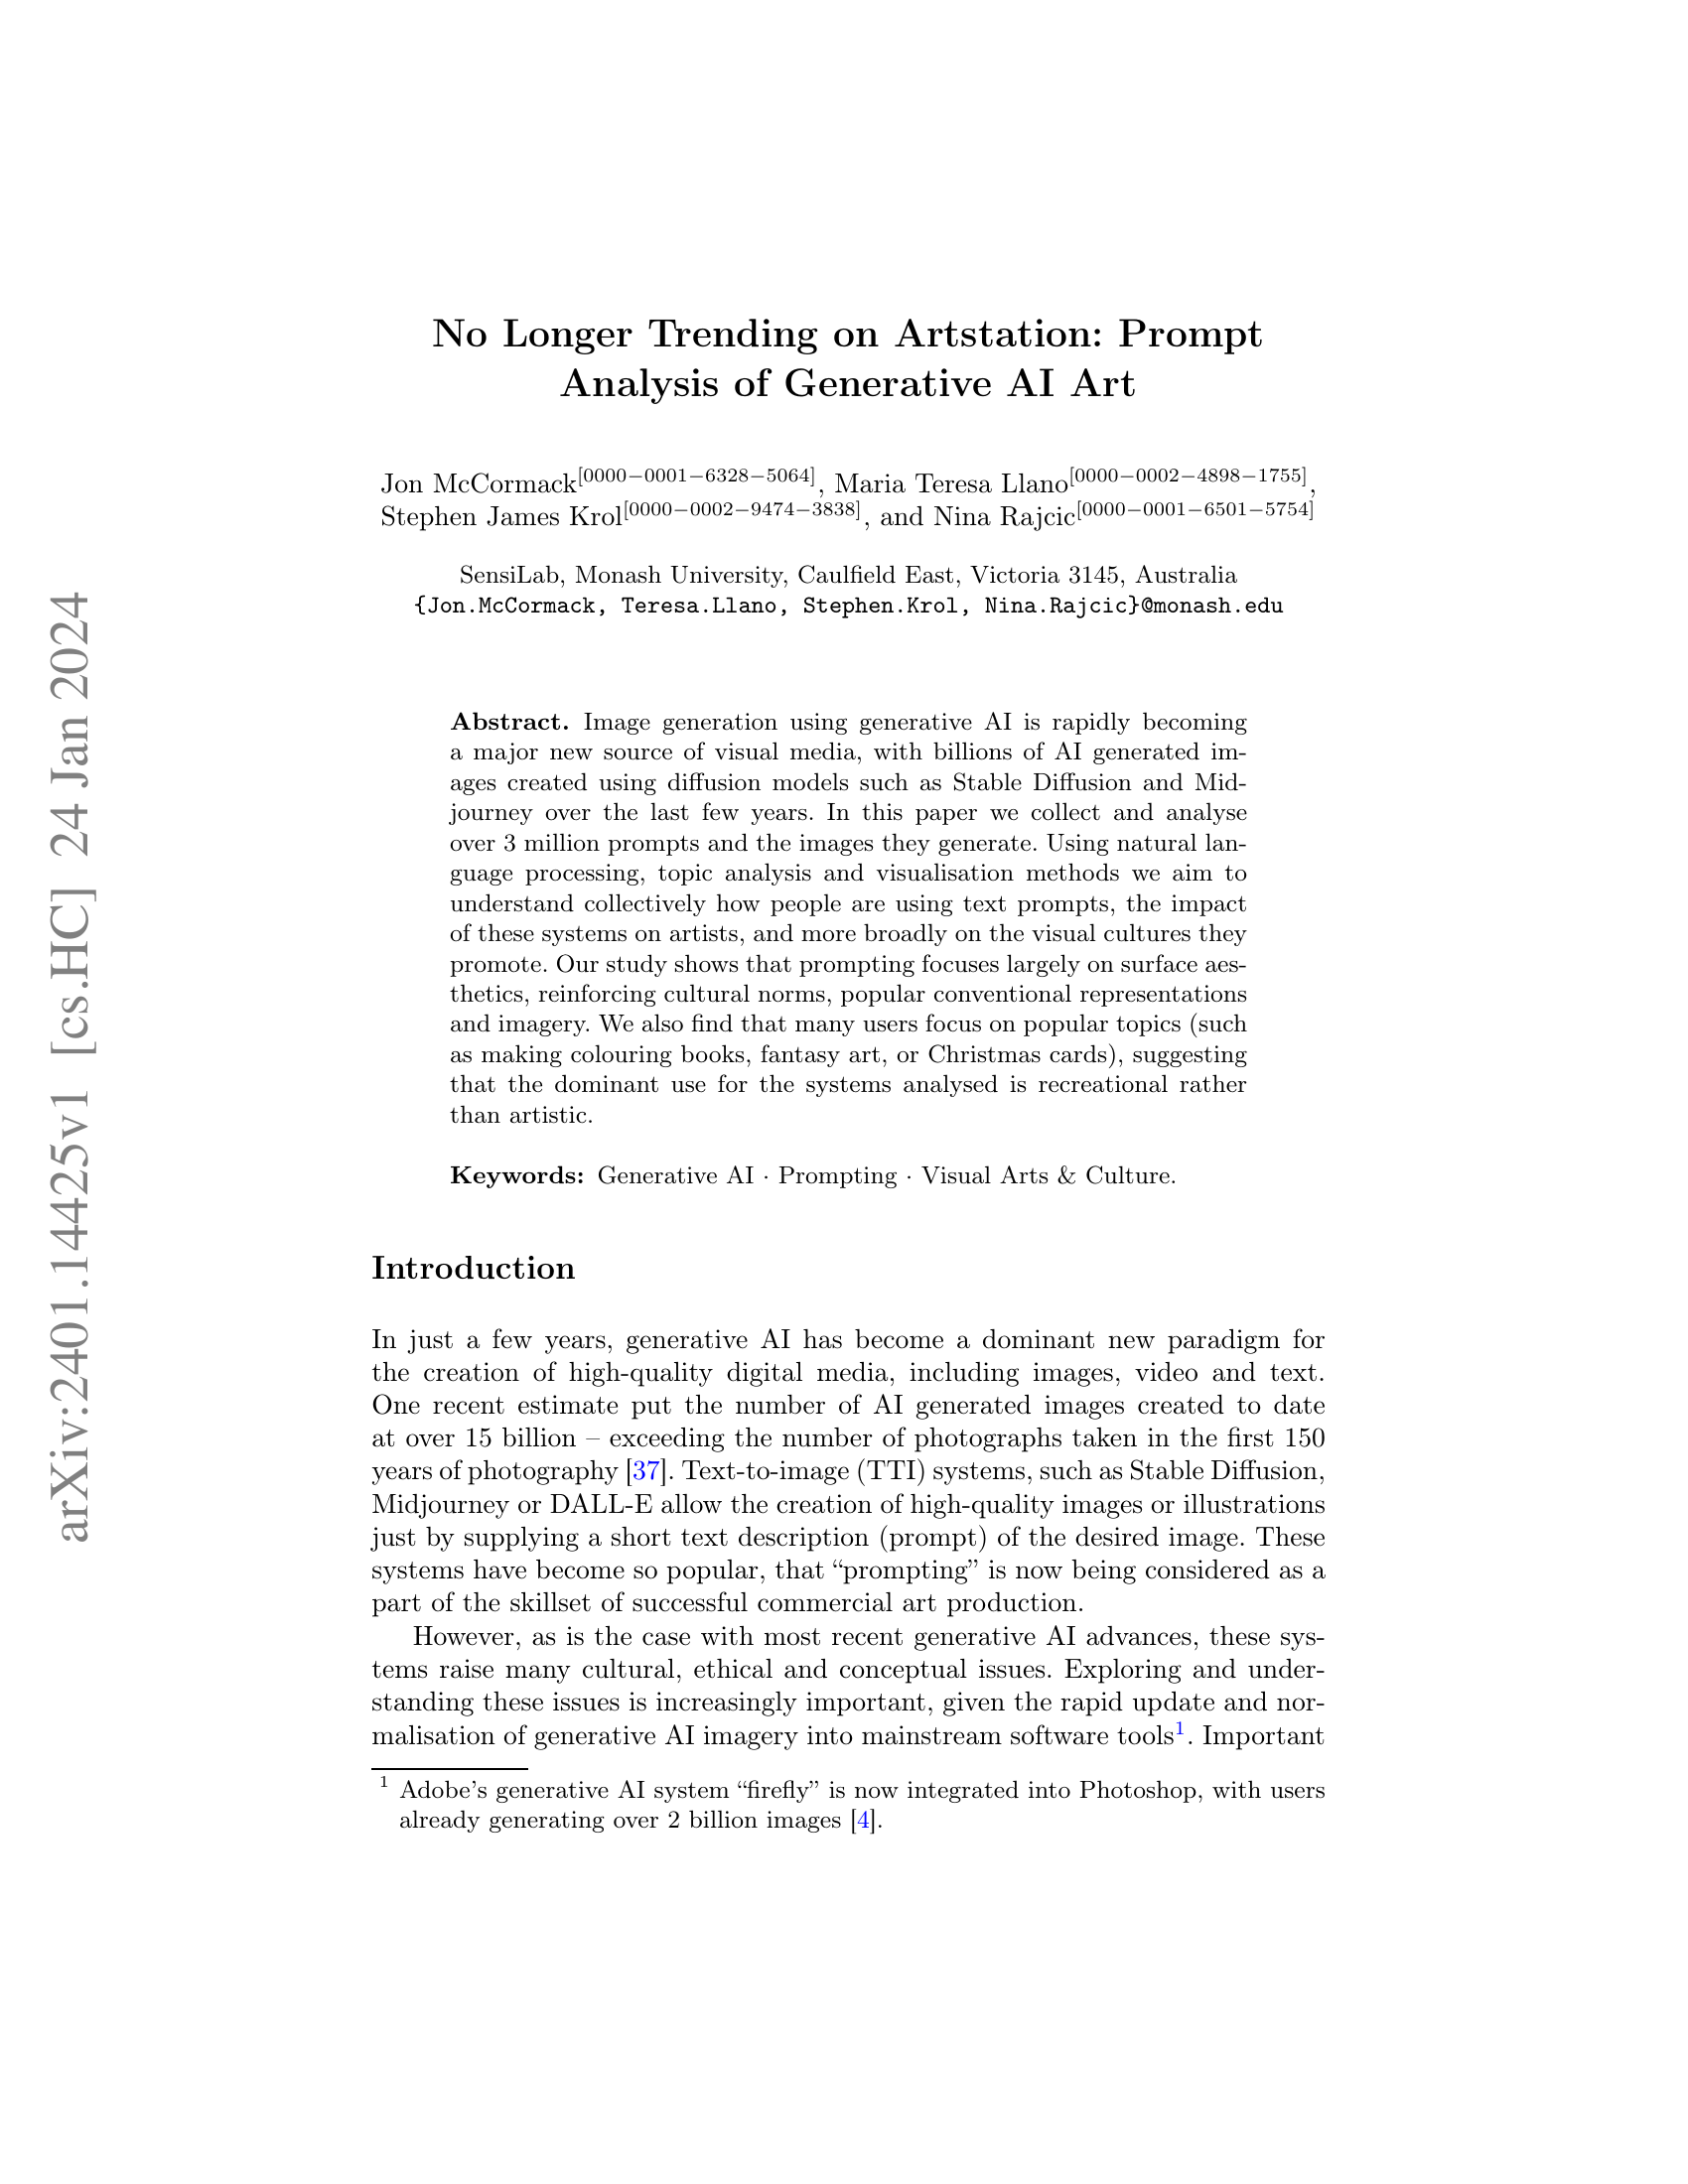 No Longer Trending on Artstation: Prompt
Analysis of Generative AI Art
Jon McCormack[0000−0001−6328−5064], Maria Teresa Llano[0000−0002−4898−1755],
Stephen James Krol[0000−0002−9474−3838], and Nina Rajcic[0000−0001−6501−5754]
SensiLab, Monash University, Caulfield East, Victoria 3145, Australia
{Jon.McCormack, Teresa.Llano, Stephen.Krol, Nina.Rajcic}@monash.edu
Abstract. Image generation using generative AI is rapidly becoming
a major new source of visual media, with billions of AI generated im-
ages created using diffusion models such as Stable Diffusion and Mid-
journey over the last few years. In this paper we collect and analyse
over 3 million prompts and the images they generate. Using natural lan-
guage processing, topic analysis and visualisation methods we aim to
understand collectively how people are using text prompts, the impact
of these systems on artists, and more broadly on the visual cultures they
promote. Our study shows that prompting focuses largely on surface aes-
thetics, reinforcing cultural norms, popular conventional representations
and imagery. We also find that many users focus on popular topics (such
as making colouring books, fantasy art, or Christmas cards), suggesting
that the dominant use for the systems analysed is recreational rather
than artistic.
Keywords: Generative AI · Prompting · Visual Arts & Culture.
Introduction
In just a few years, generative AI has become a dominant new paradigm for
the creation of high-quality digital media, including images, video and text.
One recent estimate put the number of AI generated images created to date
at over 15 billion – exceeding the number of photographs taken in the first 150
years of photography [37]. Text-to-image (TTI) systems, such as Stable Diffusion,
Midjourney or DALL-E allow the creation of high-quality images or illustrations
just by supplying a short text description (prompt) of the desired image. These
systems have become so popular, that “prompting” is now being considered as a
part of the skillset of successful commercial art production.
However, as is the case with most recent generative AI advances, these sys-
tems raise many cultural, ethical and conceptual issues. Exploring and under-
standing these issues is increasingly important, given the rapid update and nor-
malisation of generative AI imagery into mainstream software tools1. Important
1 Adobe’s generative AI system “firefly” is now integrated into Photoshop, with users
already generating over 2 billion images [4].
arXiv:2401.14425v1 [cs.HC] 24 Jan 2024